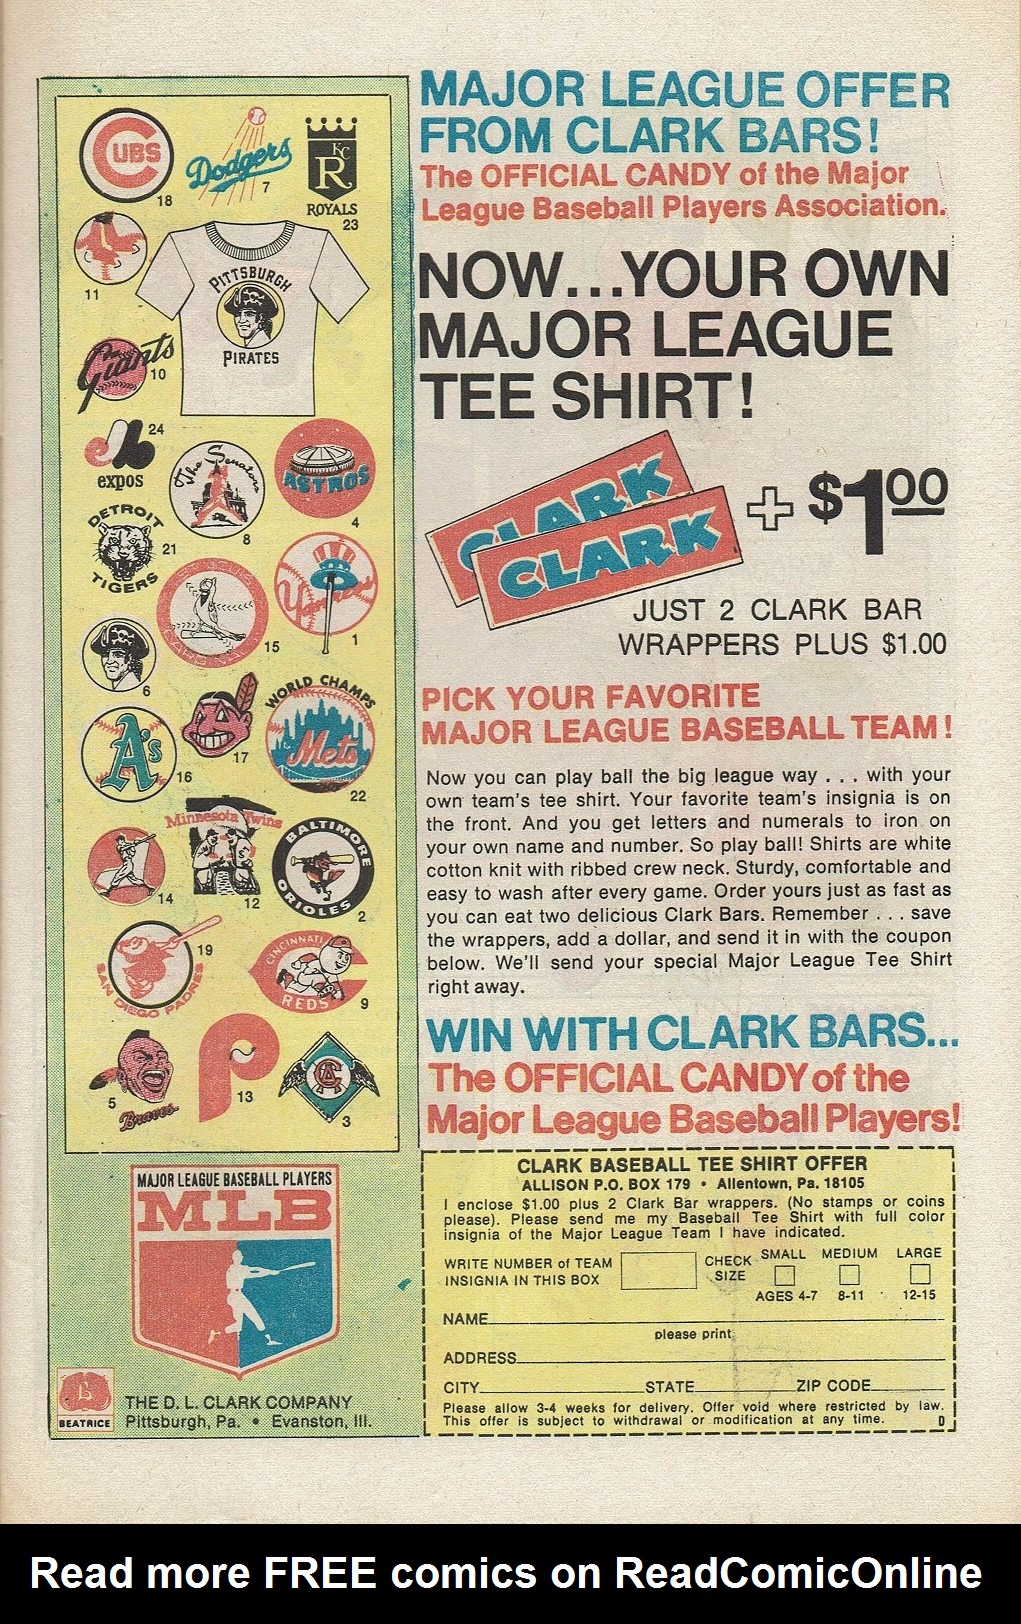 CUBS
18
Dodgers
7
KC
R
ROYALS
23
11
PITTSBURGH
PIRATES
Giants
10
24
expos
The Senators
8
ASTROS
4
DETROIT
21
TIGERS
CARDINALS
15
Yankees
1
6
A's
16
17
WORLD CHAMPS
Mets
22
14
Minnesota Twins
12
BALTIMORE
ORIOLES
2
19
SAN DIEGO PADRES
CINCINNATI
REDS
9
5
Braves
P
13
CA
3
MAJOR LEAGUE BASEBALL PLAYERS
MLB
BEATRICE
THE D. L. CLARK COMPANY
Pittsburgh, Pa. • Evanston, Ill.
MAJOR LEAGUE OFFER
FROM CLARK BARS!
The OFFICIAL CANDY of the Major
League Baseball Players Association.
NOW...YOUR OWN
MAJOR LEAGUE
TEE SHIRT!
CLARK
CLARK
+ $1.00
JUST 2 CLARK BAR
WRAPPERS PLUS $1.00
PICK YOUR FAVORITE
MAJOR LEAGUE BASEBALL TEAM!
Now you can play ball the big league way . . . with your
own team's tee shirt. Your favorite team's insignia is on
the front. And you get letters and numerals to iron on
your own name and number. So play ball! Shirts are white
cotton knit with ribbed crew neck. Sturdy, comfortable and
easy to wash after every game. Order yours just as fast as
you can eat two delicious Clark Bars. Remember . . . save
the wrappers, add a dollar, and send it in with the coupon
below. We'll send your special Major League Tee Shirt
right away.
WIN WITH CLARK BARS...
The OFFICIAL CANDY of the
Major League Baseball Players!
CLARK BASEBALL TEE SHIRT OFFER
ALLISON P.O. BOX 179 • Allentown, Pa. 18105
I enclose $1.00 plus 2 Clark Bar wrappers. (No stamps or coins
please). Please send me my Baseball Tee Shirt with full color
insignia of the Major League Team I have indicated.
WRITE NUMBER of TEAM
INSIGNIA IN THIS BOX
CHECK
SIZE
SMALL MEDIUM LARGE
AGES 4-7 8-11 12-15
NAME
please print
ADDRESS
CITY STATE ZIP CODE
Please allow 3-4 weeks for delivery. Offer void where restricted by law.
This offer is subject to withdrawal or modification at any time. D
Read more FREE comics on ReadComicOnline